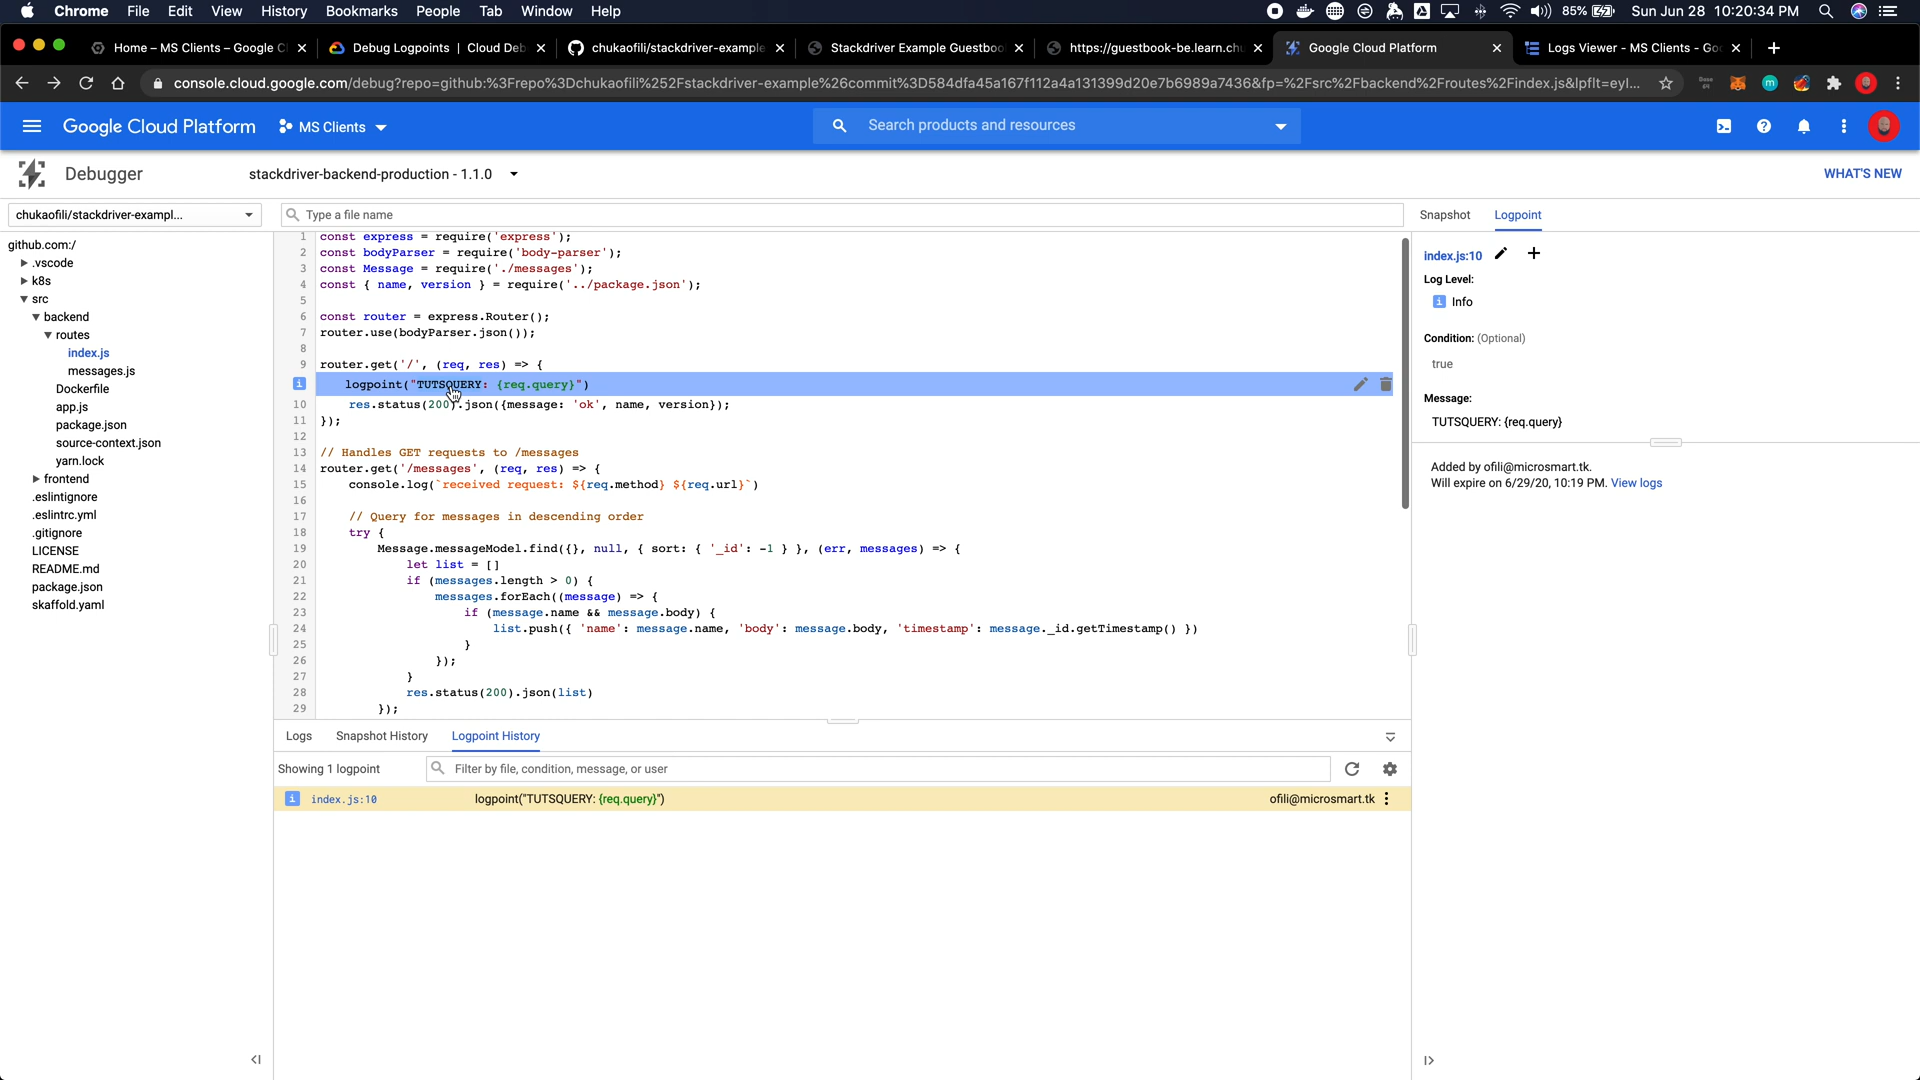 Chrome File Edit View History Bookmarks People Tab Window Help 85% Sun Jun 28 10:20:34 PM
Home – MS Clients – Google C
Debug Logpoints | Cloud Deb
chukaofili/stackdriver-example
Stackdriver Example Guestboo
https://guestbook-be.learn.ch
Google Cloud Platform
Logs Viewer - MS Clients - Go
console.cloud.google.com/debug?repo=github:%3Frepo%3Dchukaofili%252Fstackdriver-example%26commit%3D584dfa45a167f112a4a131399d20e7b6989a7436&fp=%2Fsrc%2Fbackend%2Froutes%2Findex.js&lpflt=eyI...
Google Cloud Platform MS Clients Search products and resources
Debugger stackdriver-backend-production - 1.1.0 WHAT'S NEW
chukaofili/stackdriver-exampl... Type a file name Snapshot Logpoint
github.com:/
.vscode
k8s
src
backend
routes
index.js
messages.js
Dockerfile
app.js
package.json
source-context.json
yarn.lock
frontend
.eslintignore
.eslintrc.yml
.gitignore
LICENSE
README.md
package.json
skaffold.yaml
1 const express = require('express');
2 const bodyParser = require('body-parser');
3 const Message = require('./messages');
4 const { name, version } = require('../package.json');
5
6 const router = express.Router();
7 router.use(bodyParser.json());
8
9 router.get('/', (req, res) => {
i logpoint("TUTSQUERY: {req.query}")
10 res.status(200).json({message: 'ok', name, version});
11 });
12
13 // Handles GET requests to /messages
14 router.get('/messages', (req, res) => {
15 console.log(`received request: ${req.method} ${req.url}`)
16
17 // Query for messages in descending order
18 try {
19 Message.messageModel.find({}, null, { sort: { '_id': -1 } }, (err, messages) => {
20 let list = []
21 if (messages.length > 0) {
22 messages.forEach((message) => {
23 if (message.name && message.body) {
24 list.push({ 'name': message.name, 'body': message.body, 'timestamp': message._id.getTimestamp() })
25 }
26 });
27 }
28 res.status(200).json(list)
29 });
index.js:10
Log Level:
i Info
Condition: (Optional)
true
Message:
TUTSQUERY: {req.query}
Added by ofili@microsmart.tk.
Will expire on 6/29/20, 10:19 PM. View logs
Logs Snapshot History Logpoint History
Showing 1 logpoint Filter by file, condition, message, or user
i index.js:10 logpoint("TUTSQUERY: {req.query}") ofili@microsmart.tk